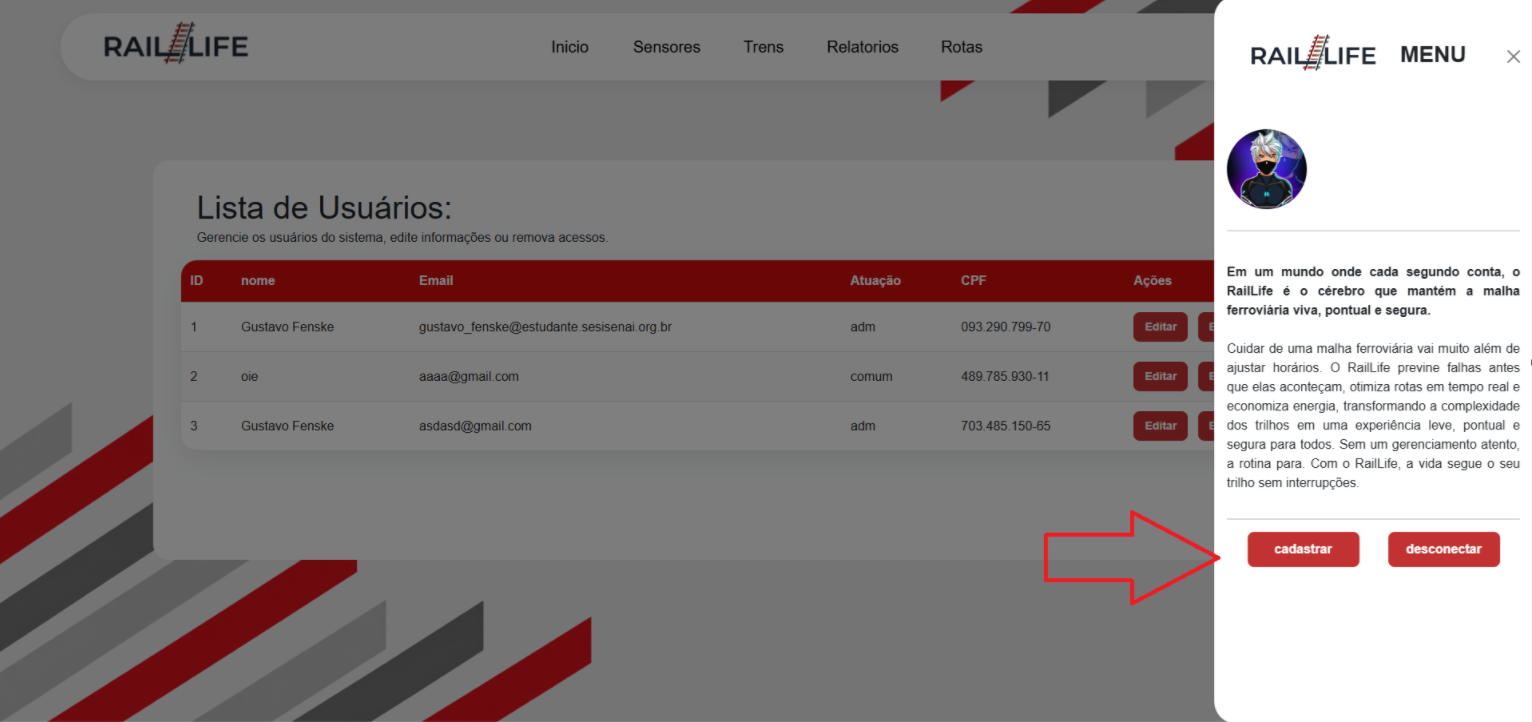 RAILLIFE
Inicio Sensores Trens Relatorios Rotas
Lista de Usuários:
Gerencie os usuários do sistema, edite informações ou remova acessos.
ID nome Email Atuação CPF Ações
1 Gustavo Fenske gustavo_fenske@estudante.sesisenai.org.br adm 093.290.799-70 Editar E
2 oie aaaa@gmail.com comum 489.785.930-11 Editar E
3 Gustavo Fenske asdasd@gmail.com adm 703.485.150-65 Editar E
RAILLIFE MENU
Em um mundo onde cada segundo conta, o
RailLife é o cérebro que mantém a malha
ferroviária viva, pontual e segura.
Cuidar de uma malha ferroviária vai muito além de
ajustar horários. O RailLife previne falhas antes
que elas aconteçam, otimiza rotas em tempo real e
economiza energia, transformando a complexidade
dos trilhos em uma experiência leve, pontual e
segura para todos. Sem um gerenciamento atento,
a rotina para. Com o RailLife, a vida segue o seu
trilho sem interrupções.
cadastrar desconectar